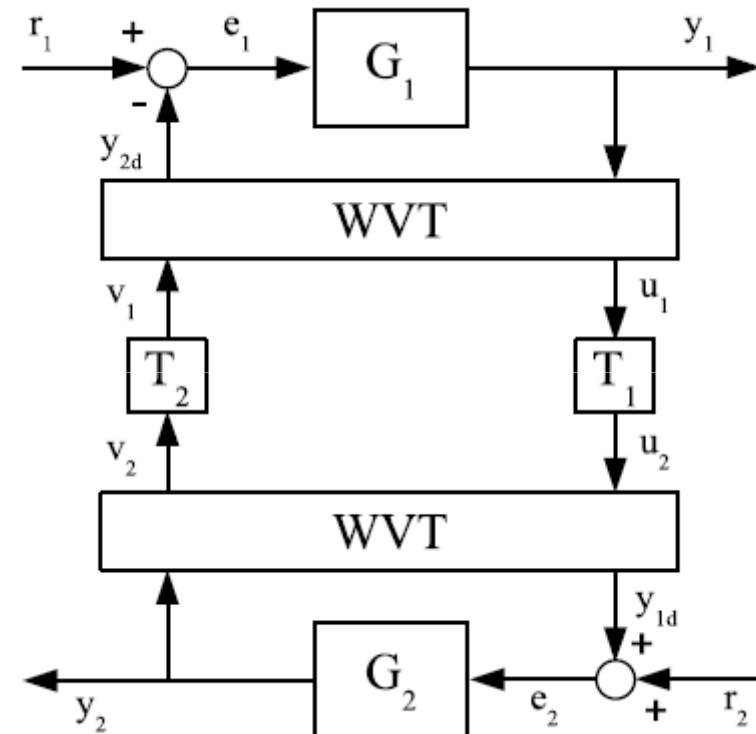 r₁ + e₁ G₁ y₁
-
y₂d
WVT
v₁ u₁
T₂ T₁
v₂ u₂
WVT
y₁d
+
y₂ G₂ e₂ + r₂